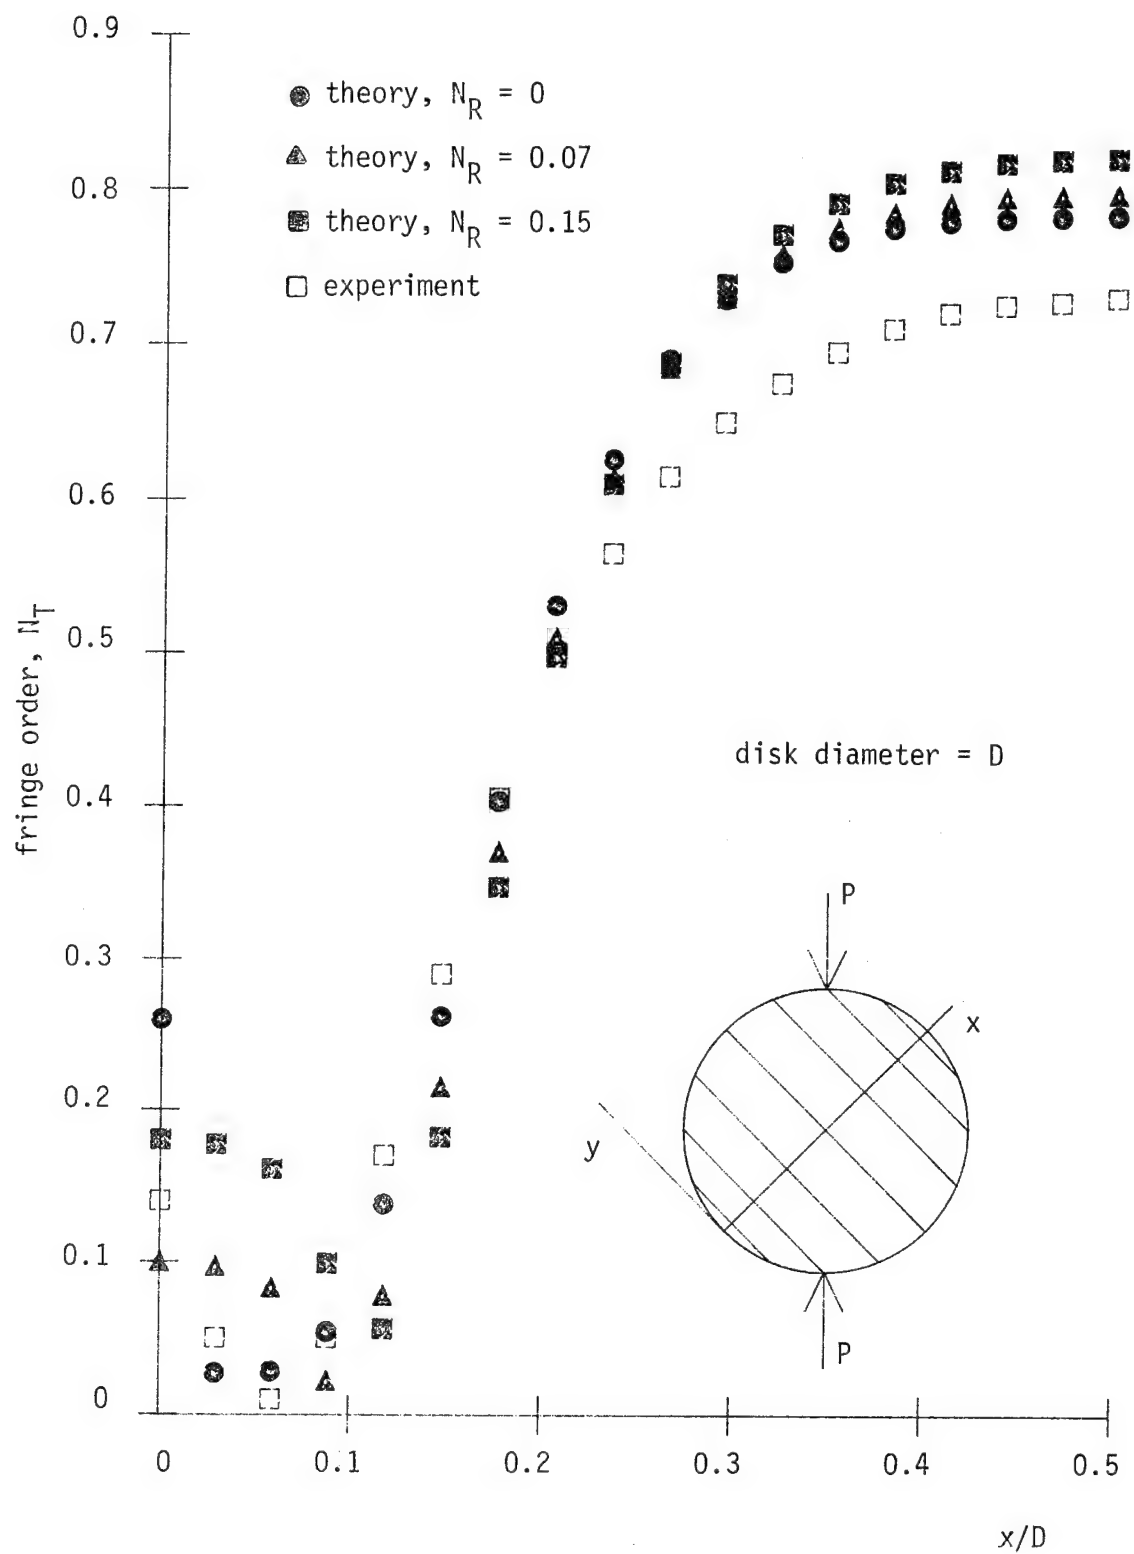 0.9
theory, N_R = 0
theory, N_R = 0.07
0.8
theory, N_R = 0.15
experiment
0.7
0.6
fringe order, N_T
0.5
disk diameter = D
0.4
P
0.3
x
0.2
y
0.1
P
0
0 0.1 0.2 0.3 0.4 0.5
x/D